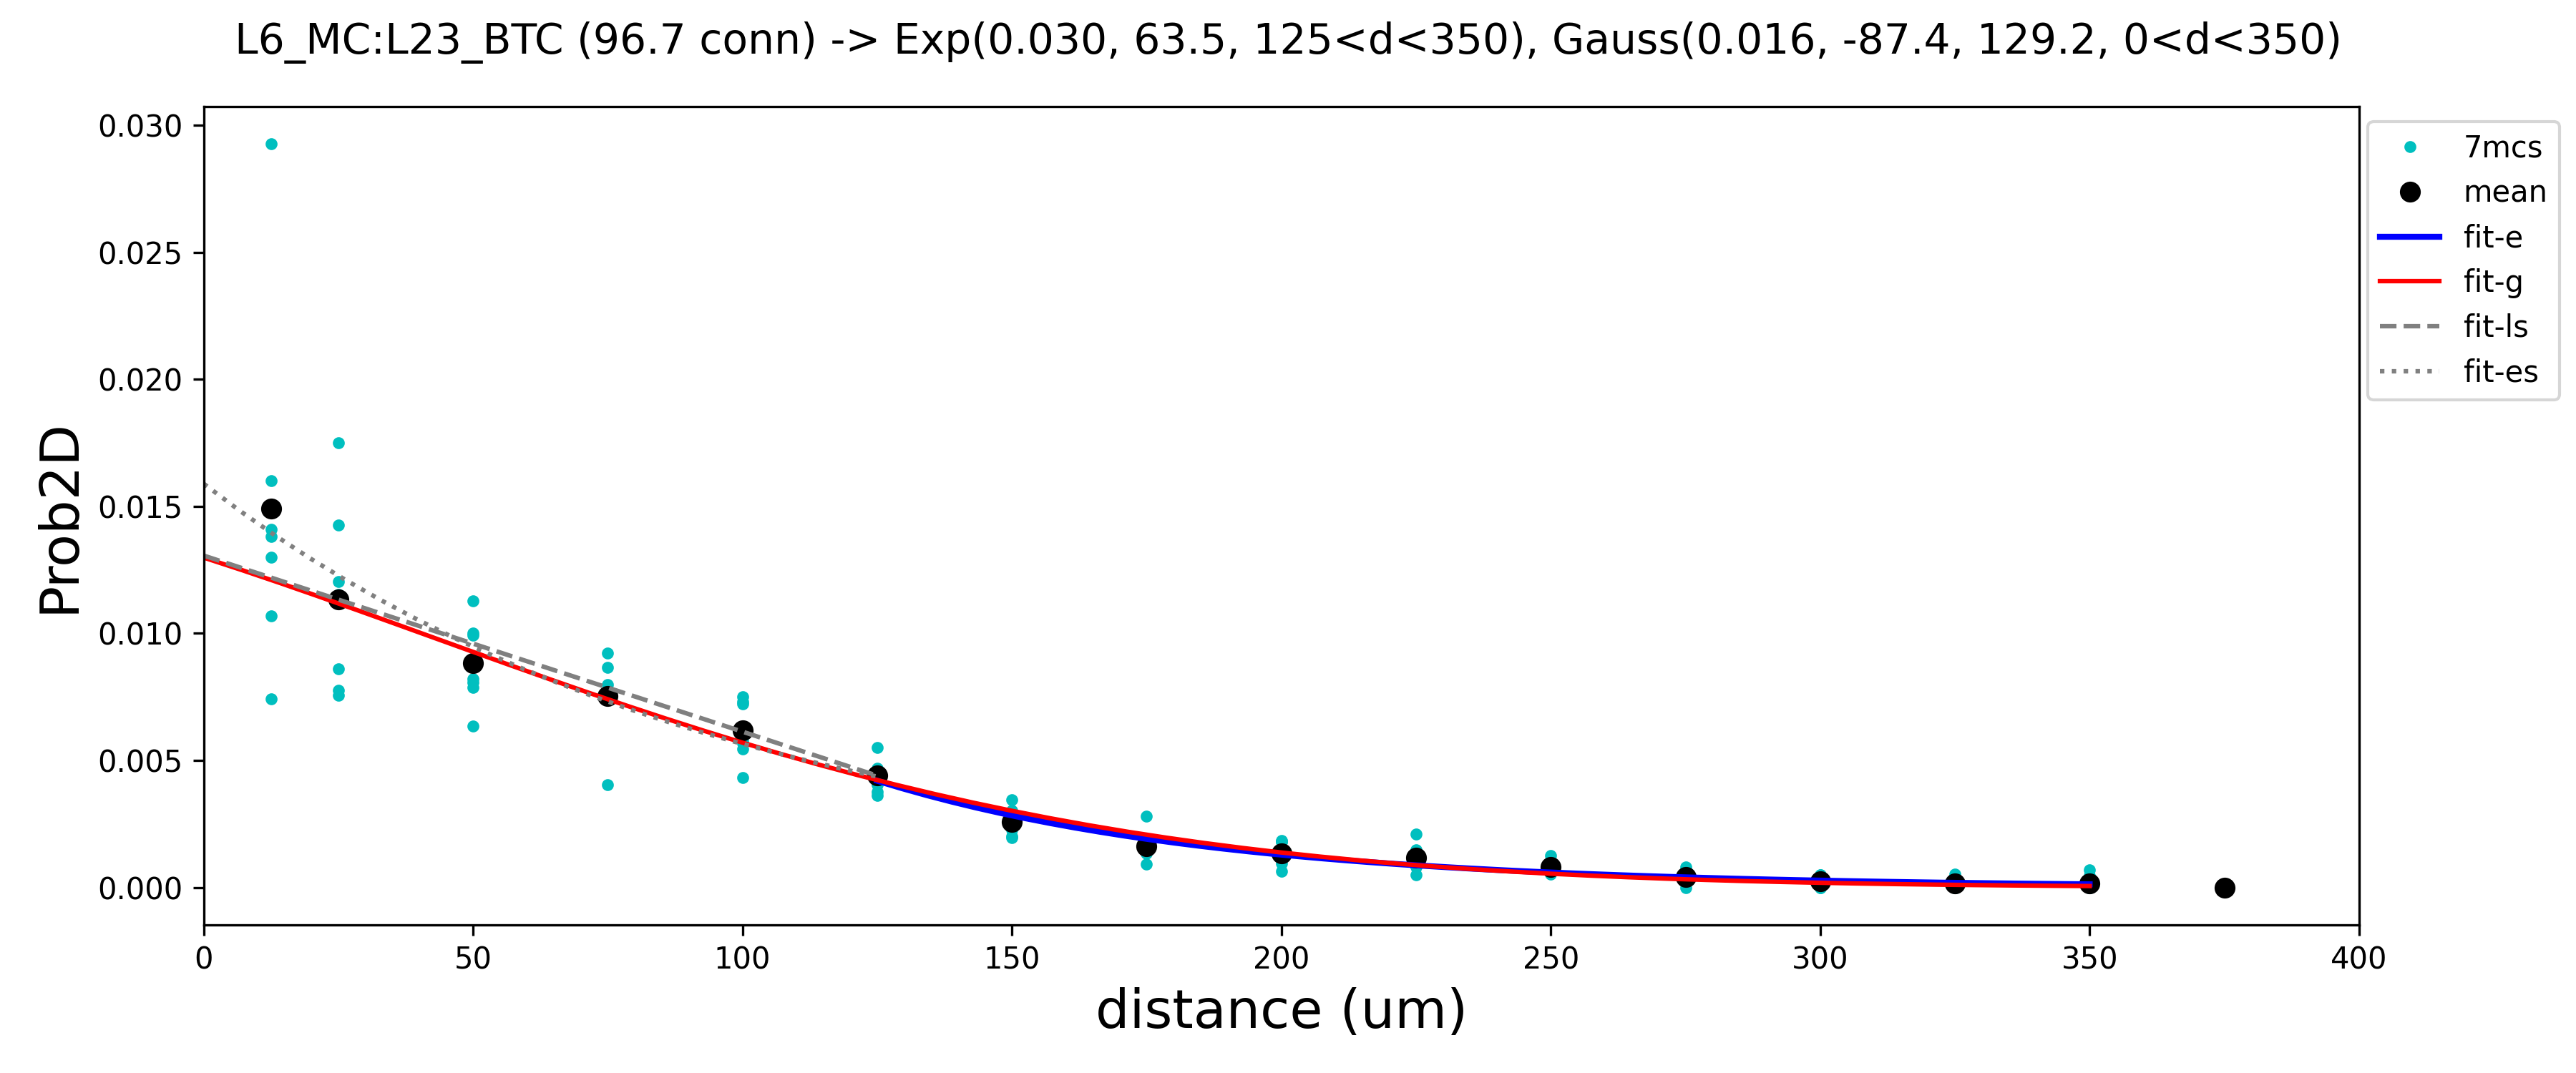 L6_MC:L23_BTC (96.7 conn) -> Exp(0.030, 63.5, 125<d<350), Gauss(0.016, -87.4, 129.2, 0<d<350)
0.030
0.025
0.020
0.015
0.010
0.005
0.000
Prob2D
0 50 100 150 200 250 300 350 400
distance (um)
7mcs
mean
fit-e
fit-g
fit-ls
fit-es